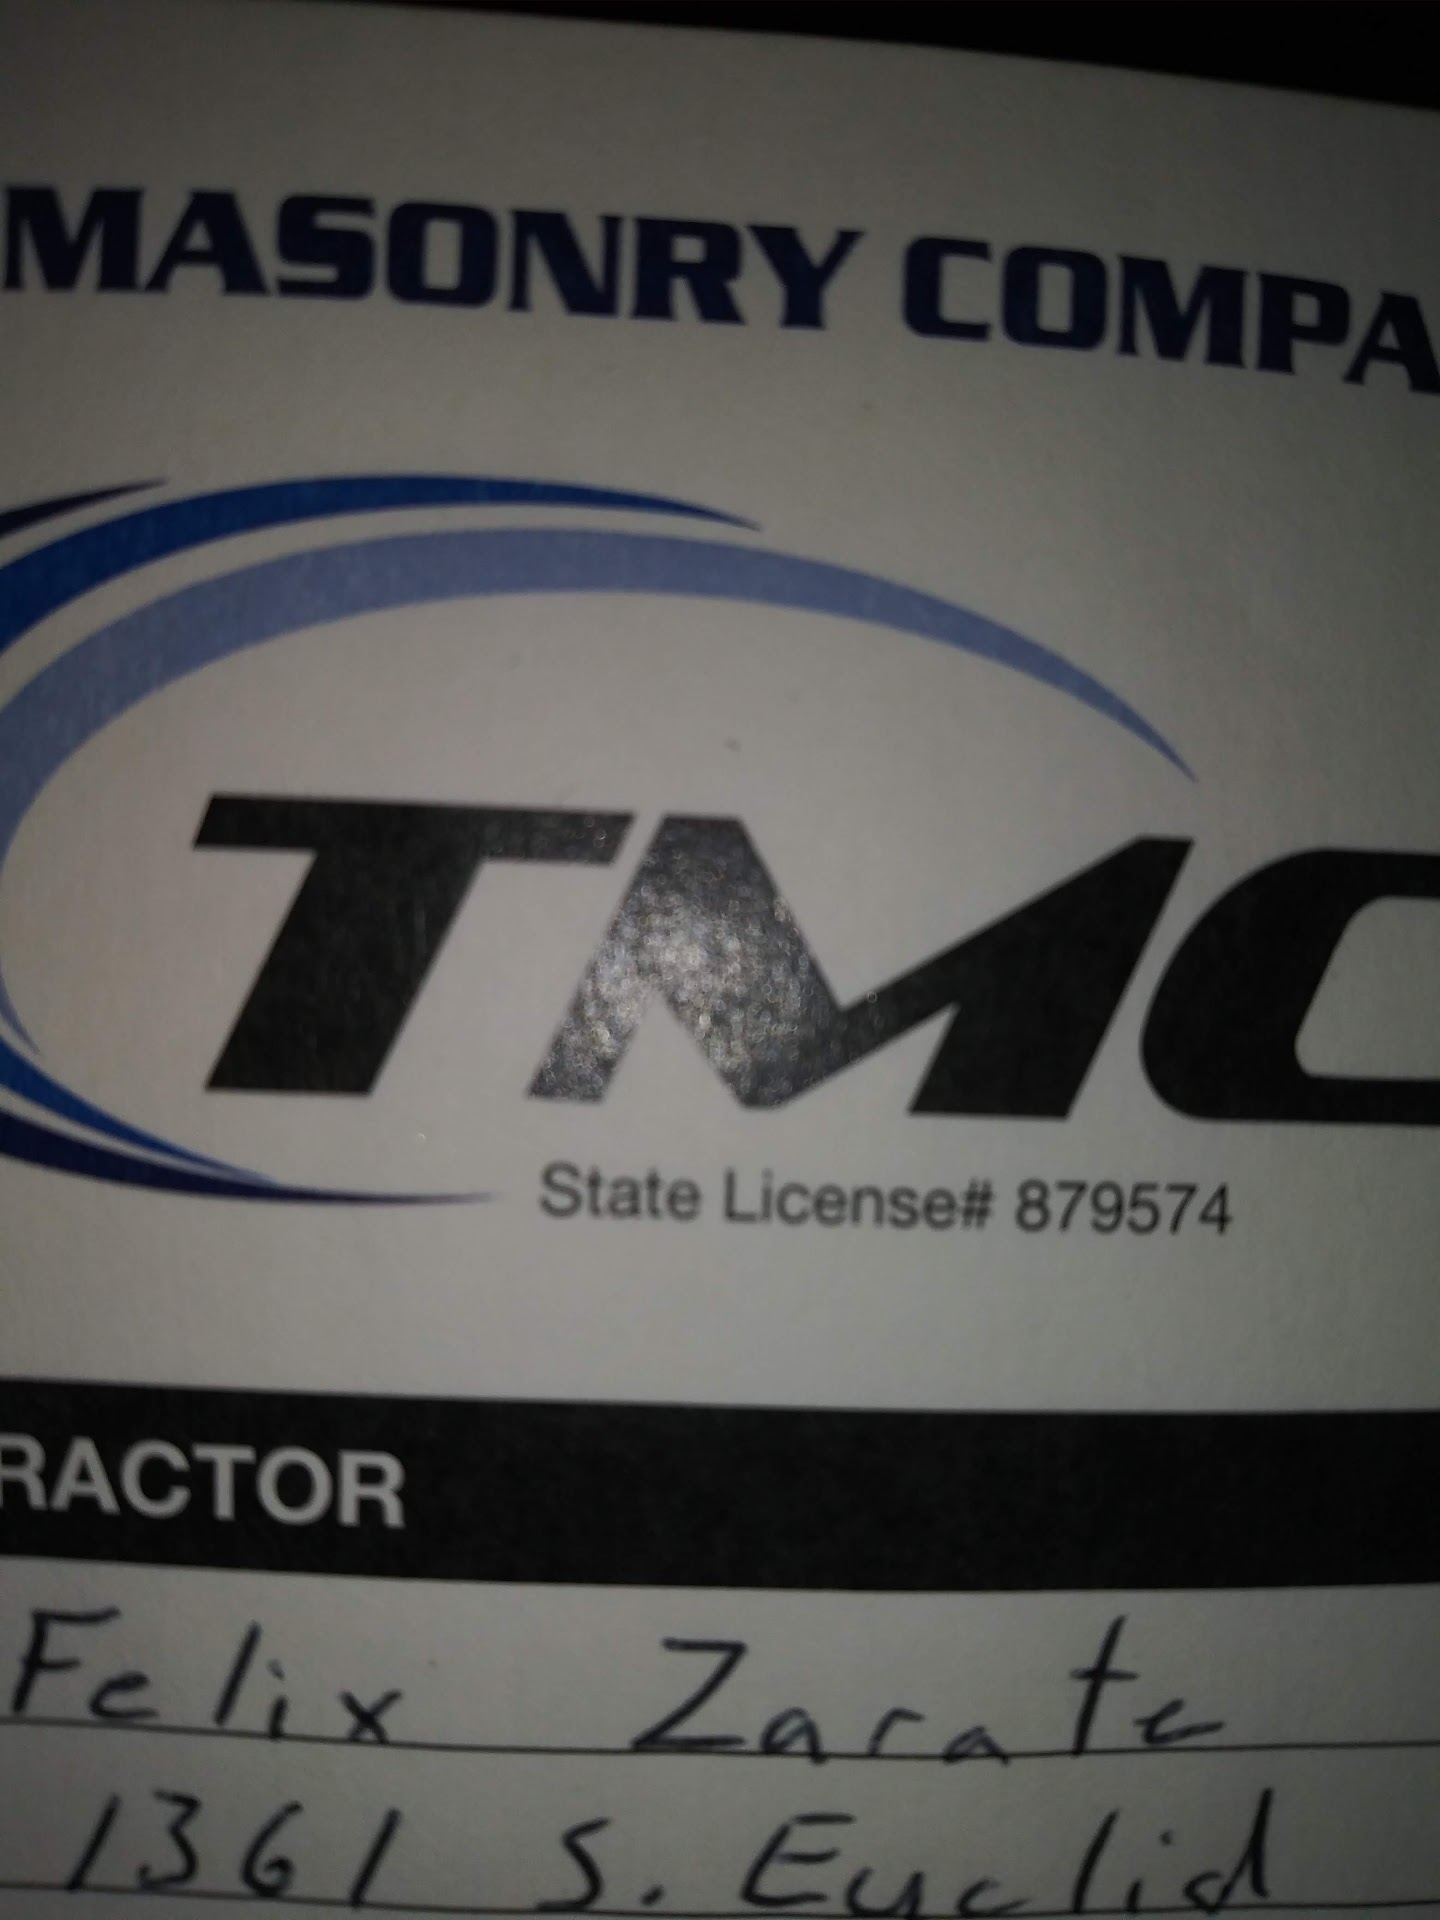 MASONRY COMPA
TMC
State License# 879574
RACTOR
Felix Zarate
1361 S. Euclid